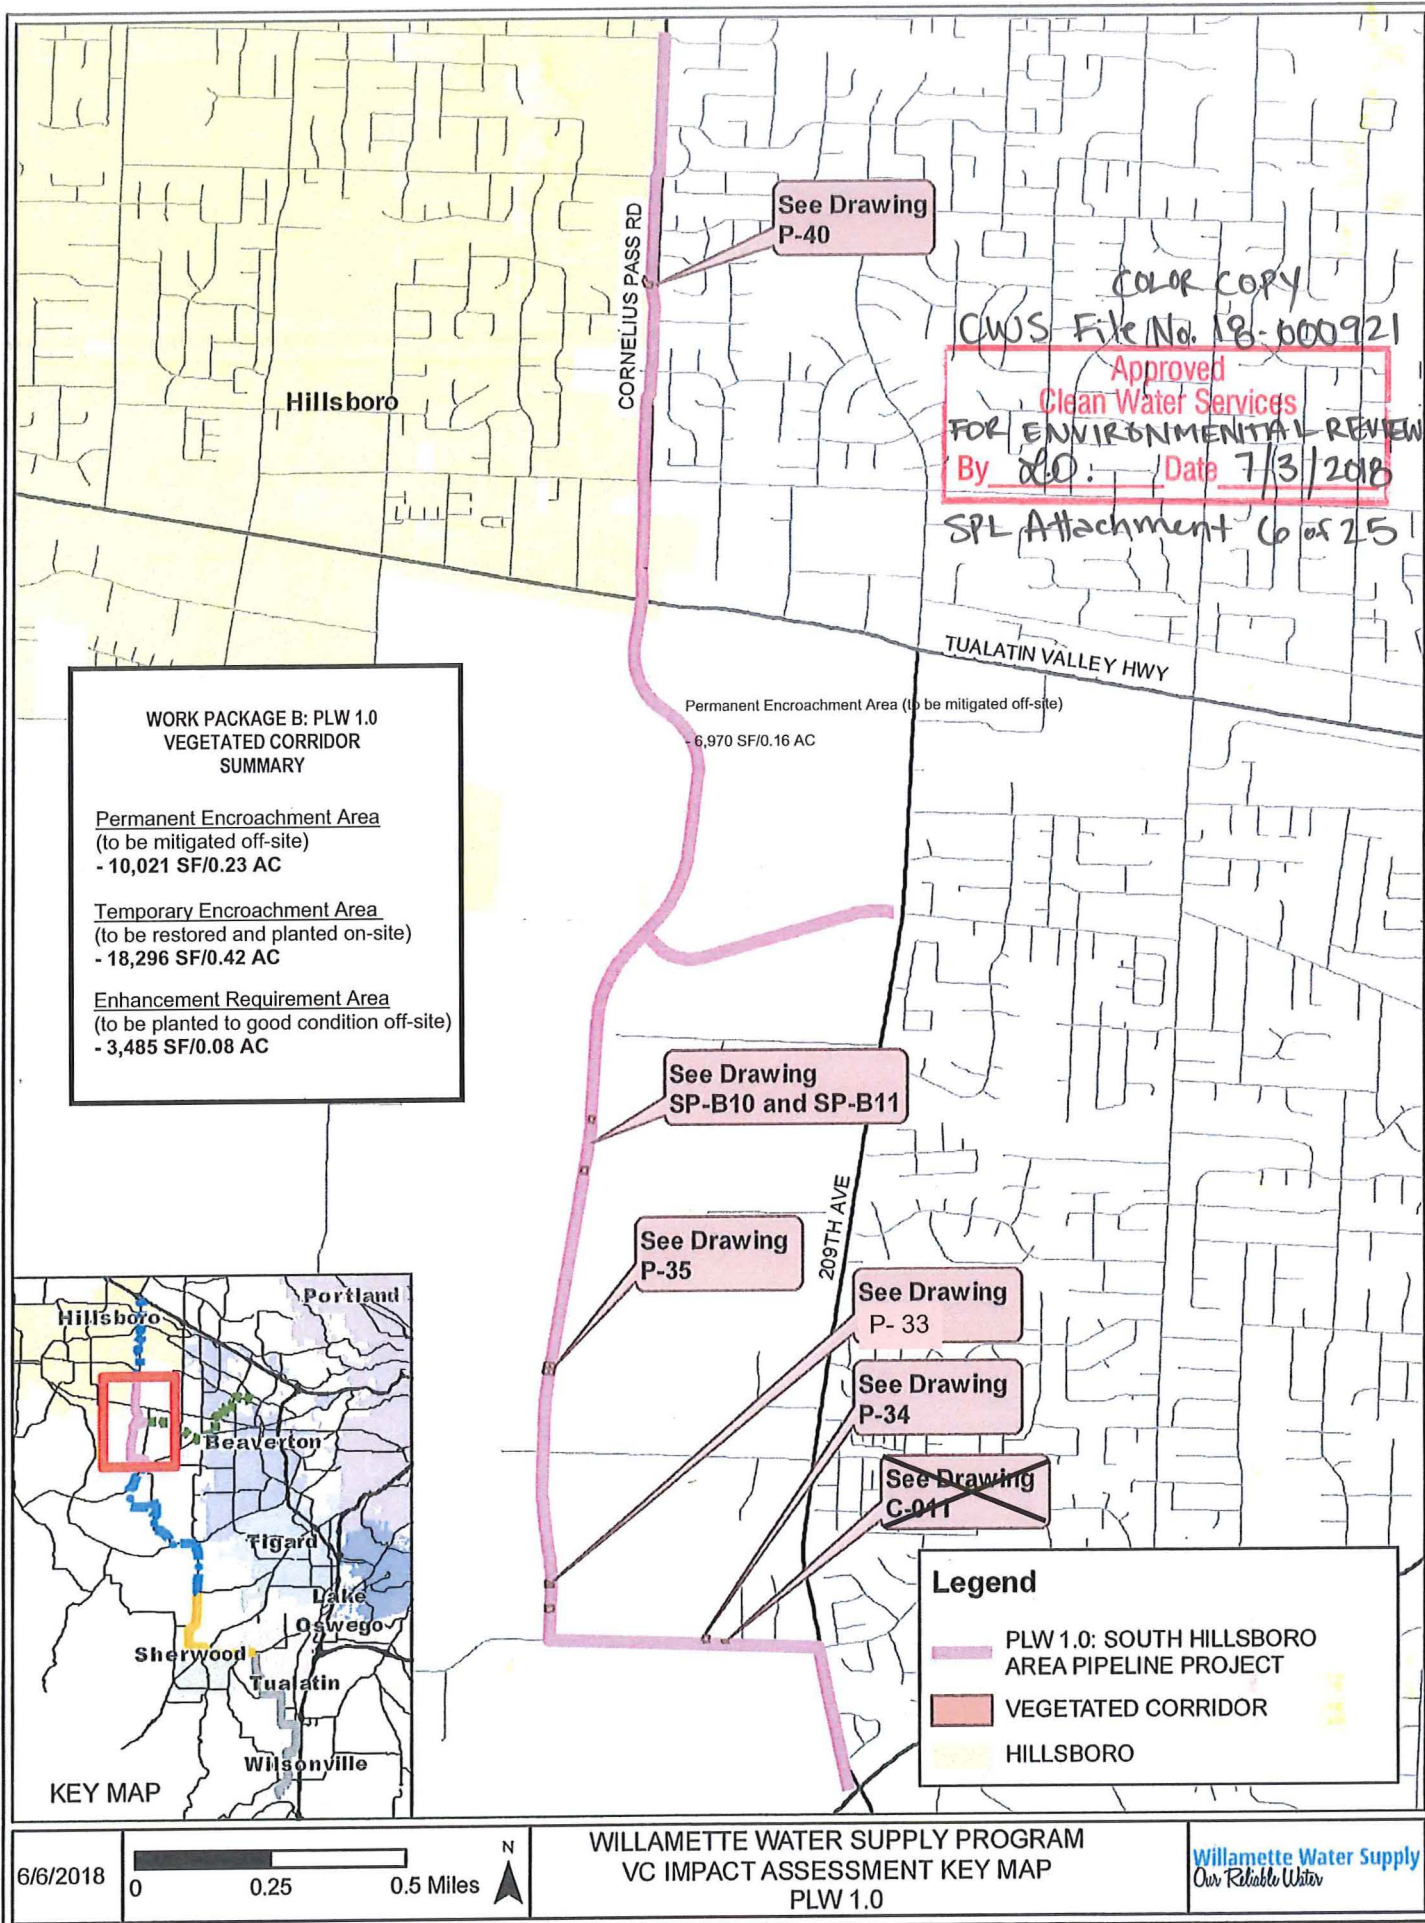 CORNELIUS PASS RD
See Drawing
P-40
COLOR COPY
CWS File No. 18-000921
Approved
Clean Water Services
FOR ENVIRONMENTAL REVIEW
By L.O. Date 7/3/2018
SPL Attachment 6 of 25
Hillsboro
TUALATIN VALLEY HWY
Permanent Encroachment Area (to be mitigated off-site)
- 6,970 SF/0.16 AC
WORK PACKAGE B: PLW 1.0
VEGETATED CORRIDOR
SUMMARY
Permanent Encroachment Area
(to be mitigated off-site)
- 10,021 SF/0.23 AC
Temporary Encroachment Area
(to be restored and planted on-site)
- 18,296 SF/0.42 AC
Enhancement Requirement Area
(to be planted to good condition off-site)
- 3,485 SF/0.08 AC
See Drawing
SP-B10 and SP-B11
209TH AVE
See Drawing
P-35
See Drawing
P- 33
See Drawing
P-34
See Drawing
C-011
Portland
Hillsboro
Beaverton
Tigard
Lake
Oswego
Sherwood
Tualatin
Wilsonville
KEY MAP
Legend
PLW 1.0: SOUTH HILLSBORO
AREA PIPELINE PROJECT
VEGETATED CORRIDOR
HILLSBORO
6/6/2018
0 0.25 0.5 Miles
N
WILLAMETTE WATER SUPPLY PROGRAM
VC IMPACT ASSESSMENT KEY MAP
PLW 1.0
Willamette Water Supply
Our Reliable Water